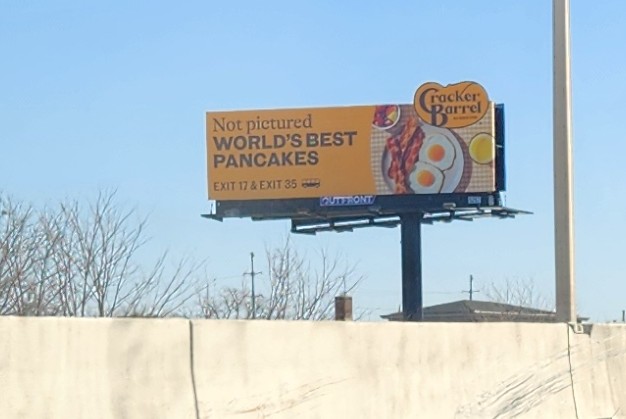 Not pictured
WORLD'S BEST
PANCAKES
EXIT 17 & EXIT 35
Cracker
Barrel
OUTFRONT